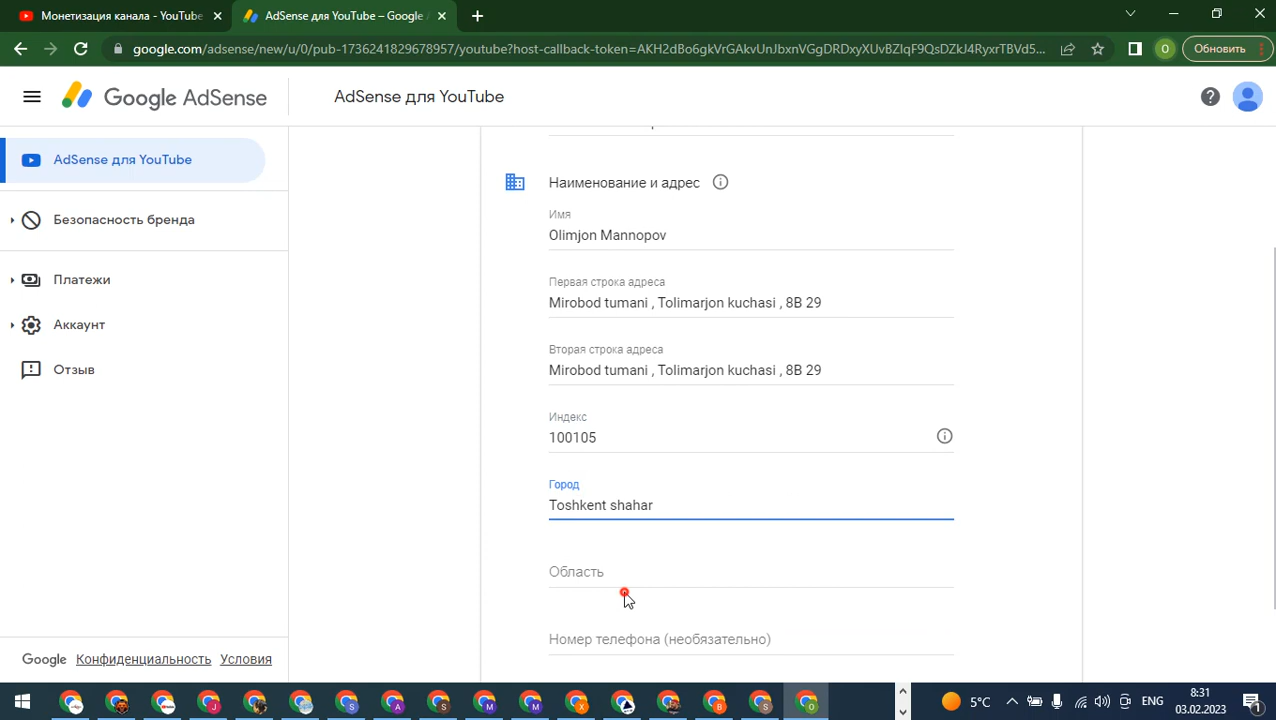 Монетизация канала - YouTube
AdSense для YouTube – Google A
google.com/adsense/new/u/0/pub-1736241829678957/youtube?host-callback-token=AKH2dBo6gkVrGAkvUnJbxnVGgDRDxyXUvBZIqF9QsDZkJ4RyxrTBVd5...
O
Обновить
Google AdSense
AdSense для YouTube
AdSense для YouTube
Безопасность бренда
Платежи
Аккаунт
Отзыв
Наименование и адрес
Имя
Olimjon Mannopov
Первая строка адреса
Mirobod tumani , Tolimarjon kuchasi , 8B 29
Вторая строка адреса
Mirobod tumani , Tolimarjon kuchasi , 8B 29
Индекс
100105
Город
Toshkent shahar
Область
Номер телефона (необязательно)
Google Конфиденциальность Условия
5°C
ENG
8:31
03.02.2023